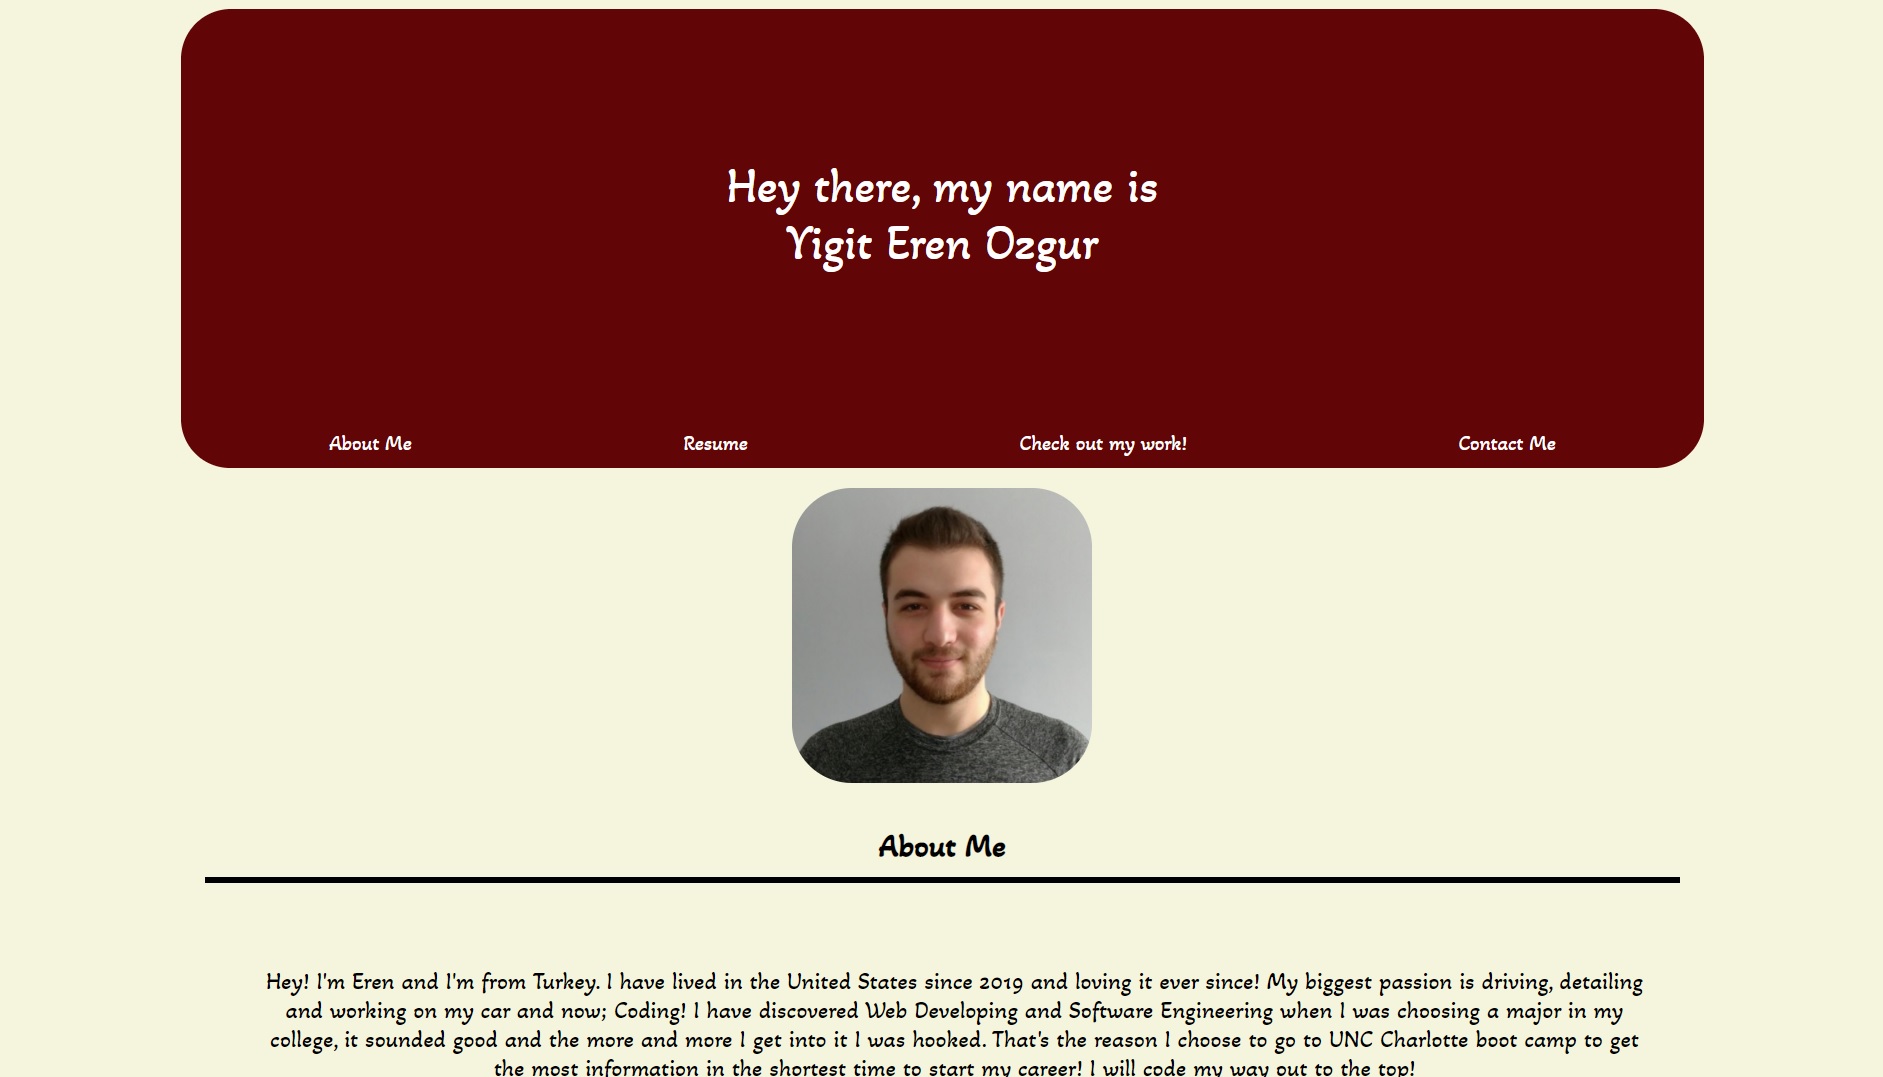 Hey there, my name is
Yigit Eren Ozgur
About Me
Resume
Check out my work!
Contact Me
About Me
Hey! I'm Eren and I'm from Turkey. I have lived in the United States since 2019 and loving it ever since! My biggest passion is driving, detailing
and working on my car and now; Coding! I have discovered Web Developing and Software Engineering when I was choosing a major in my
college, it sounded good and the more and more I get into it I was hooked. That's the reason I choose to go to UNC Charlotte boot camp to get
the most information in the shortest time to start my career! I will code my way out to the top!